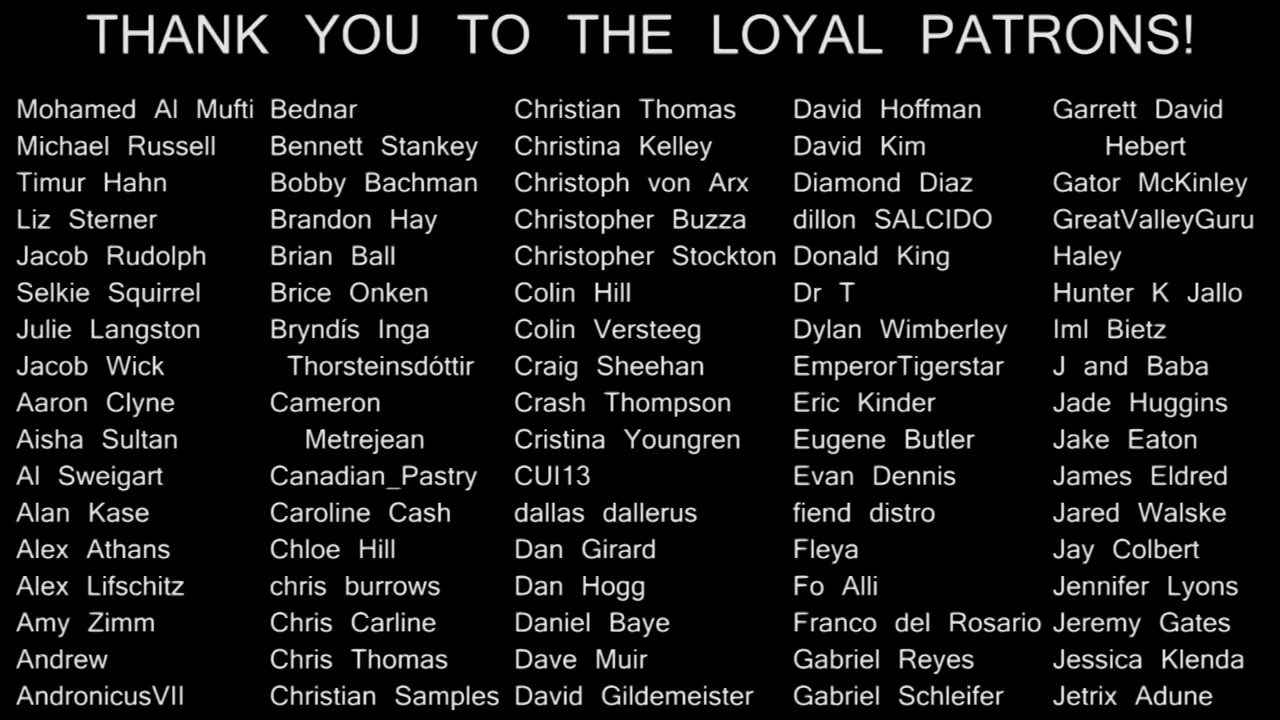 THANK YOU TO THE LOYAL PATRONS!
Mohamed Al Mufti
Michael Russell
Timur Hahn
Liz Sterner
Jacob Rudolph
Selkie Squirrel
Julie Langston
Jacob Wick
Aaron Clyne
Aisha Sultan
Al Sweigart
Alan Kase
Alex Athans
Alex Lifschitz
Amy Zimm
Andrew
AndronicusVII
Bednar
Bennett Stankey
Bobby Bachman
Brandon Hay
Brian Ball
Brice Onken
Bryndís Inga
Thorsteinsdóttir
Cameron
Metrejean
Canadian_Pastry
Caroline Cash
Chloe Hill
chris burrows
Chris Carline
Chris Thomas
Christian Samples
Christian Thomas
Christina Kelley
Christoph von Arx
Christopher Buzza
Christopher Stockton
Colin Hill
Colin Versteeg
Craig Sheehan
Crash Thompson
Cristina Youngren
CUI13
dallas dallerus
Dan Girard
Dan Hogg
Daniel Baye
Dave Muir
David Gildemeister
David Hoffman
David Kim
Diamond Diaz
dillon SALCIDO
Donald King
Dr T
Dylan Wimberley
EmperorTigerstar
Eric Kinder
Eugene Butler
Evan Dennis
fiend distro
Fleya
Fo Alli
Franco del Rosario
Gabriel Reyes
Gabriel Schleifer
Garrett David
Hebert
Gator McKinley
GreatValleyGuru
Haley
Hunter K Jallo
Iml Bietz
J and Baba
Jade Huggins
Jake Eaton
James Eldred
Jared Walske
Jay Colbert
Jennifer Lyons
Jeremy Gates
Jessica Klenda
Jetrix Adune